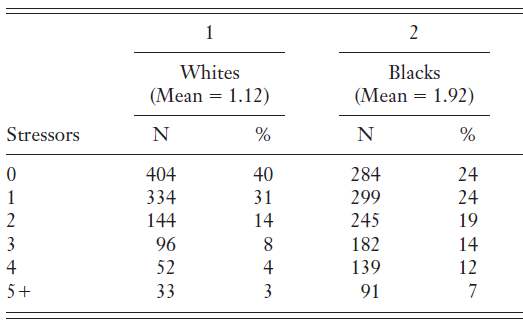 1 2
Whites Blacks
(Mean = 1.12) (Mean = 1.92)
Stressors N % N %
0 404 40 284 24
1 334 31 299 24
2 144 14 245 19
3 96 8 182 14
4 52 4 139 12
5+ 33 3 91 7